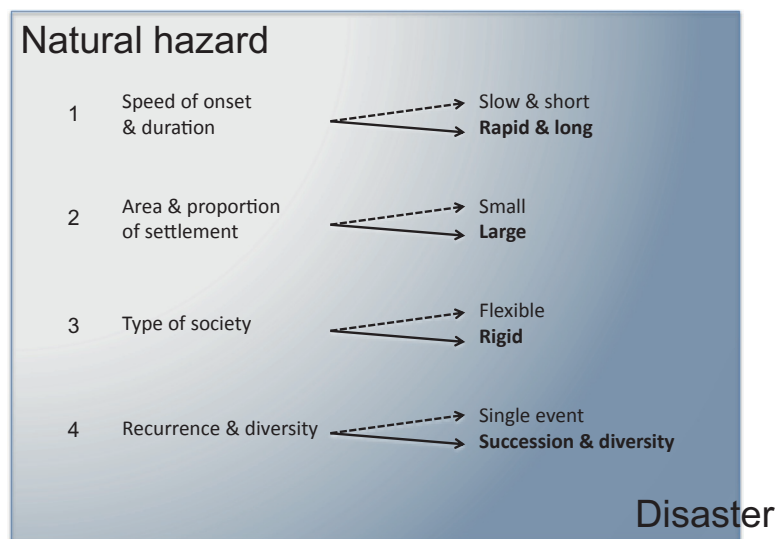 Natural hazard
1 Speed of onset & duration
Slow & short
Rapid & long
2 Area & proportion of settlement
Small
Large
3 Type of society
Flexible
Rigid
4 Recurrence & diversity
Single event
Succession & diversity
Disaster